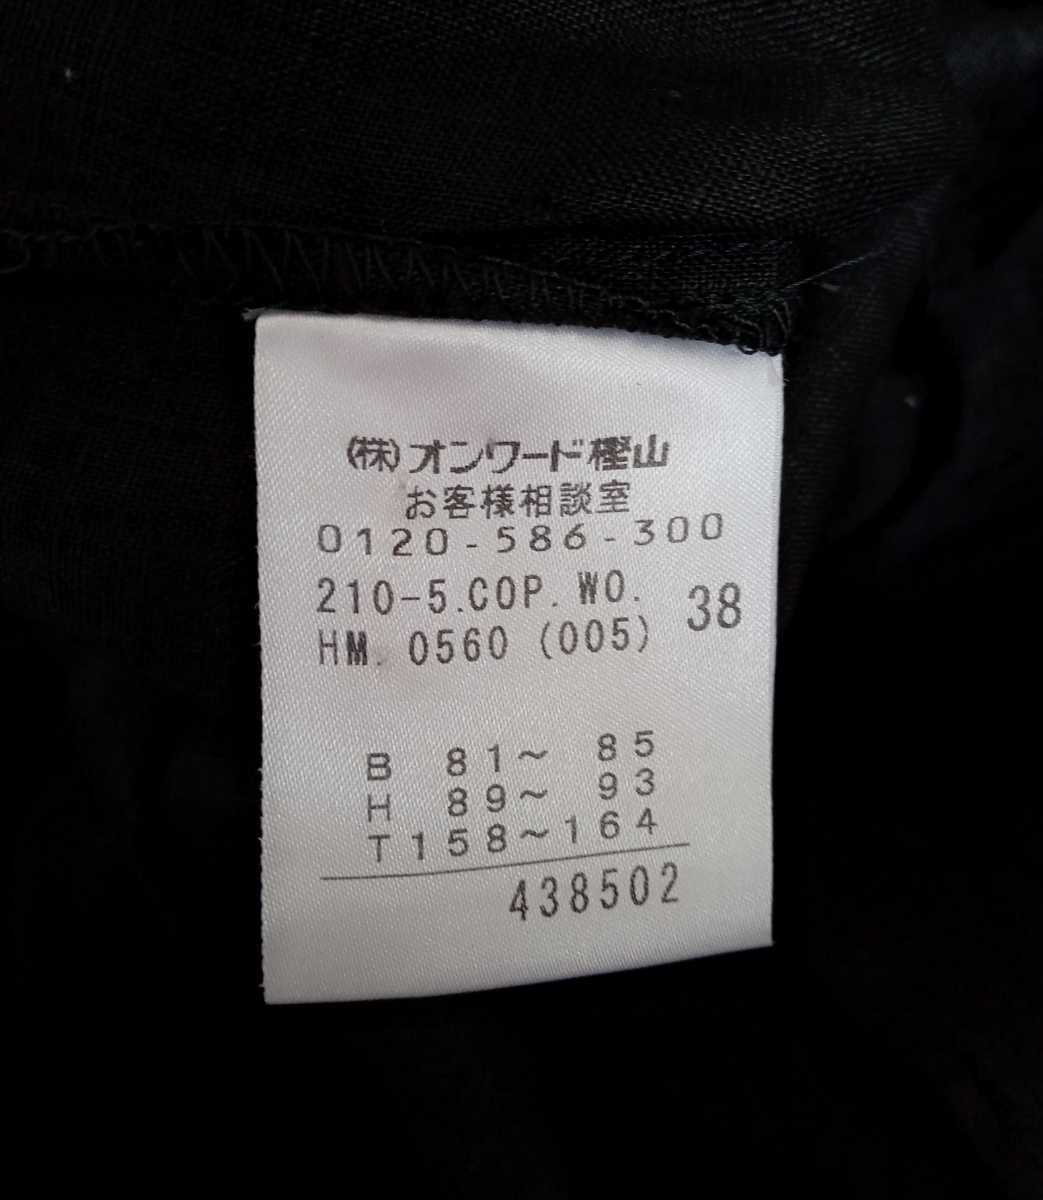 (株)オンワード樫山
お客様相談室
0120-586-300
210-5.COP.WO.
HM. 0560 (005) 38
B 81~ 85
H 89~ 93
T158~164
438502